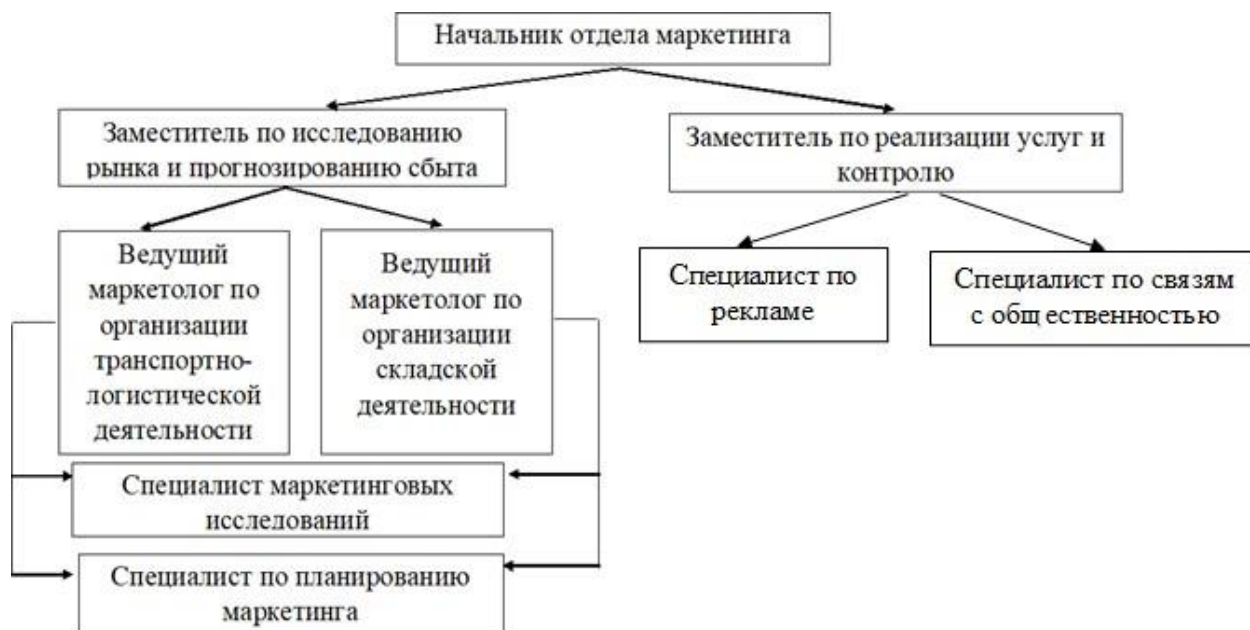 Начальник отдела маркетинга
Заместитель по исследованию
рынка и прогнозированию сбыта
Заместитель по реализации услуг и
контролю
Ведущий
маркетолог по
организации
транспортно-
логистической
деятельности
Ведущий
маркетолог по
организации
складской
деятельности
Специалист по
рекламе
Специалист по связям
с общественностью
Специалист маркетинговых
исследований
Специалист по планированию
маркетинга